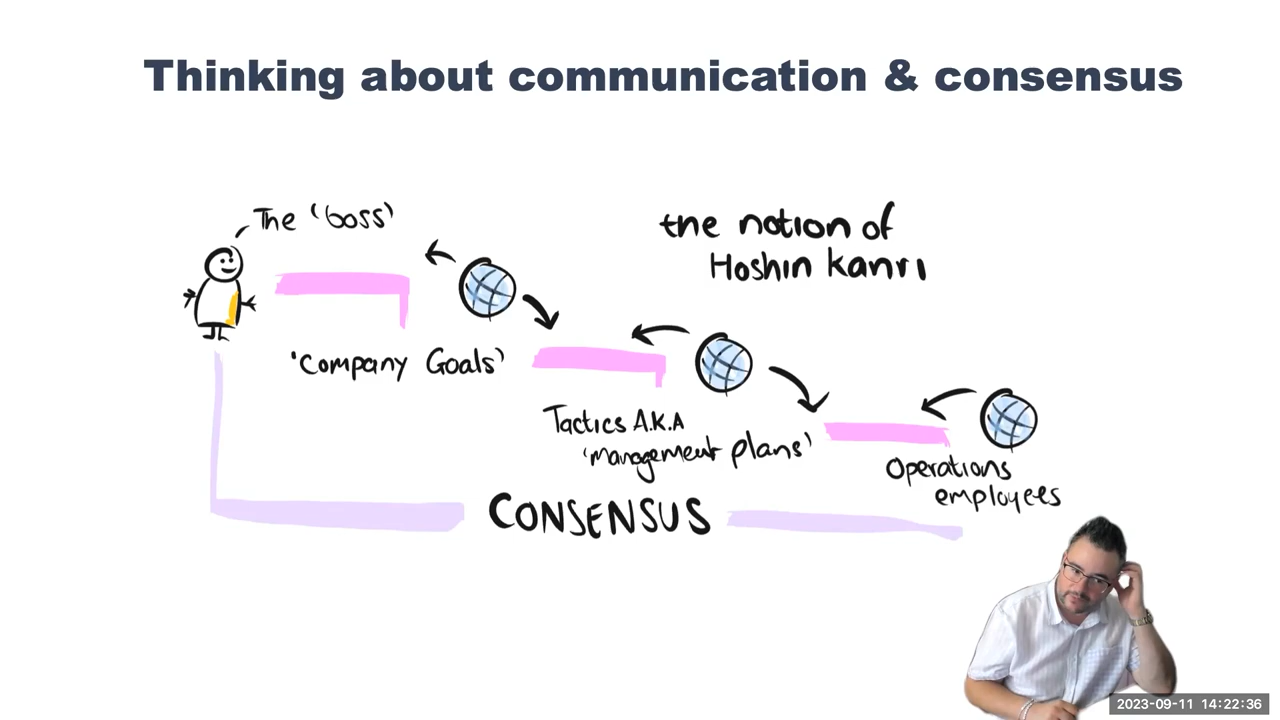 Thinking about communication & consensus
The 'boss'
the notion of
Hoshin kanri
'Company Goals'
Tactics A.K.A
'management plans'
Operations
employees
CONSENSUS
2023-09-11 14:22:36